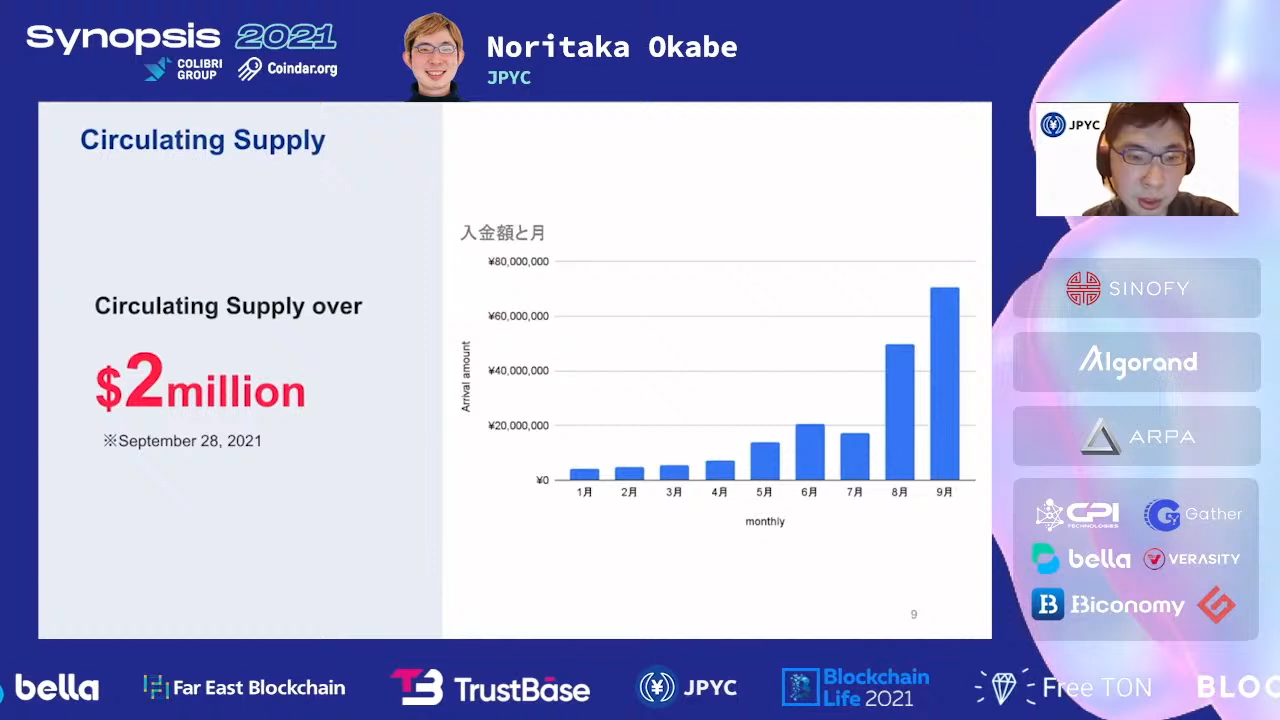 Synopsis 2021
COLIBRI
GROUP
Coindar.org
Noritaka Okabe
JPYC
Circulating Supply
Circulating Supply over
$2million
※September 28, 2021
入金額と月
¥80,000,000
¥60,000,000
¥40,000,000
¥20,000,000
¥0
Arrival amount
1月 2月 3月 4月 5月 6月 7月 8月 9月
monthly
9
JPYC
SINOFY
Algorand
ARPA
CPI
TECHNOLOGIES
Gather
bella
VERASITY
Biconomy
bella
Far East Blockchain
TrustBase
JPYC
Blockchain
Life 2021
Free TON
BLOC